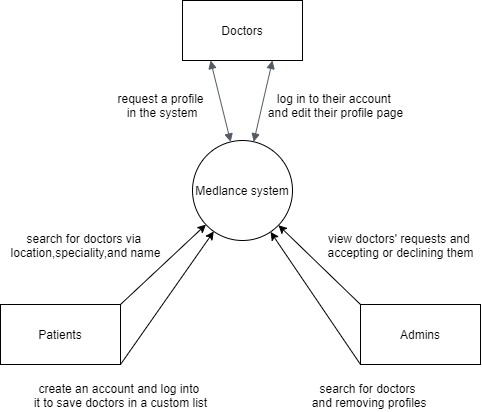 Doctors
request a profile
in the system
log in to their account
and edit their profile page
Medlance system
search for doctors via
location,speciality,and name
view doctors' requests and
accepting or declining them
Patients
Admins
create an account and log into
it to save doctors in a custom list
search for doctors
and removing profiles